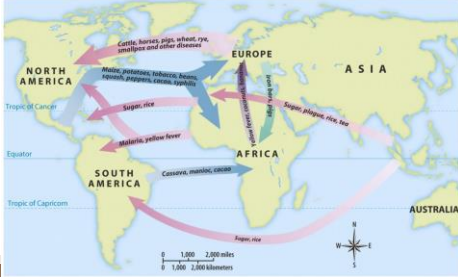 Cattle, horses, pigs, wheat, rye,
smallpox and other diseases
EUROPE
ASIA
NORTH
AMERICA
Maize, potatoes, tobacco, beans,
squash, peppers, cacao, syphilis
Tropic of Cancer
Sugar, rice
Sugar, plague, rice, tea
Malaria, yellow fever
Equator
AFRICA
SOUTH
AMERICA
Cassava, manioc, cacao
Tropic of Capricorn
AUSTRALIA
Sugar, rice
N
W
E
S
0 1,000 2,000 miles
0 1,000 2,000 kilometers